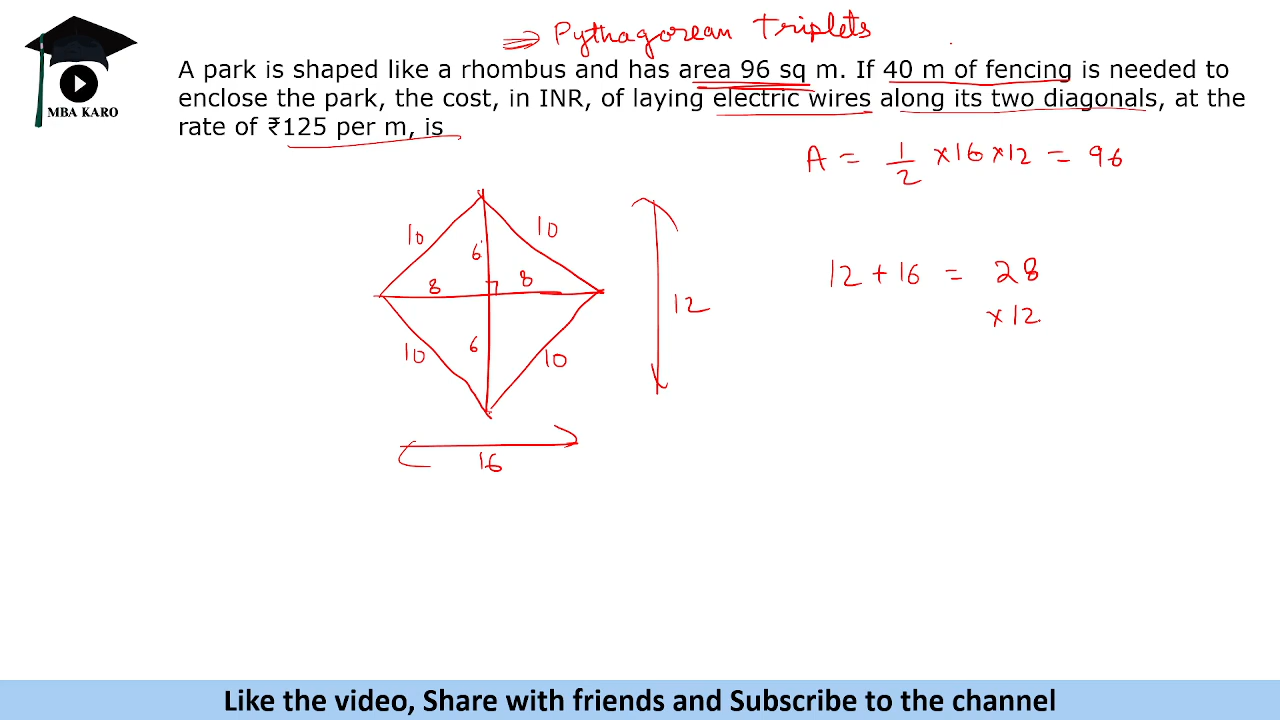 ⇒ Pythagorean Triplets
MBA KARO
A park is shaped like a rhombus and has area 96 sq m. If 40 m of fencing is needed to
enclose the park, the cost, in INR, of laying electric wires along its two diagonals, at the
rate of ₹125 per m, is
A = 1/2 ×16×12 = 96
10
10
6
8
8
12
6
10
10
16
12 + 16 = 28
×12
Like the video, Share with friends and Subscribe to the channel